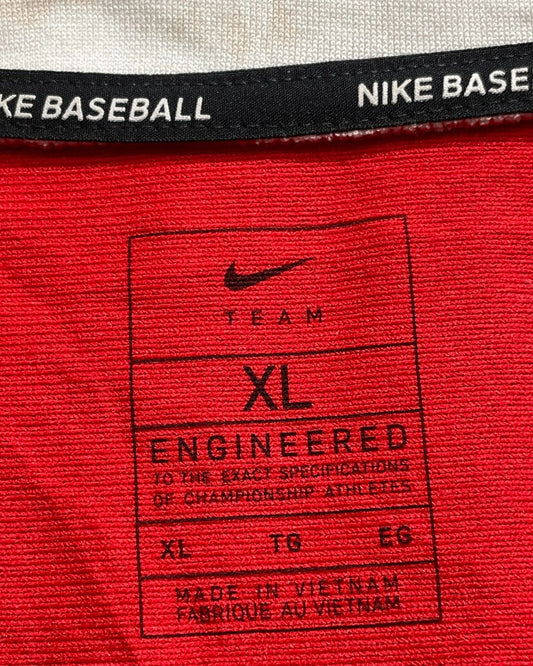 KE BASEBALL NIKE BASE
TEAM
XL
ENGINEERED
TO THE EXACT SPECIFICATIONS
OF CHAMPIONSHIP ATHLETES
XL TG EG
MADE IN VIETNAM
FABRIQUE AU VIETNAM